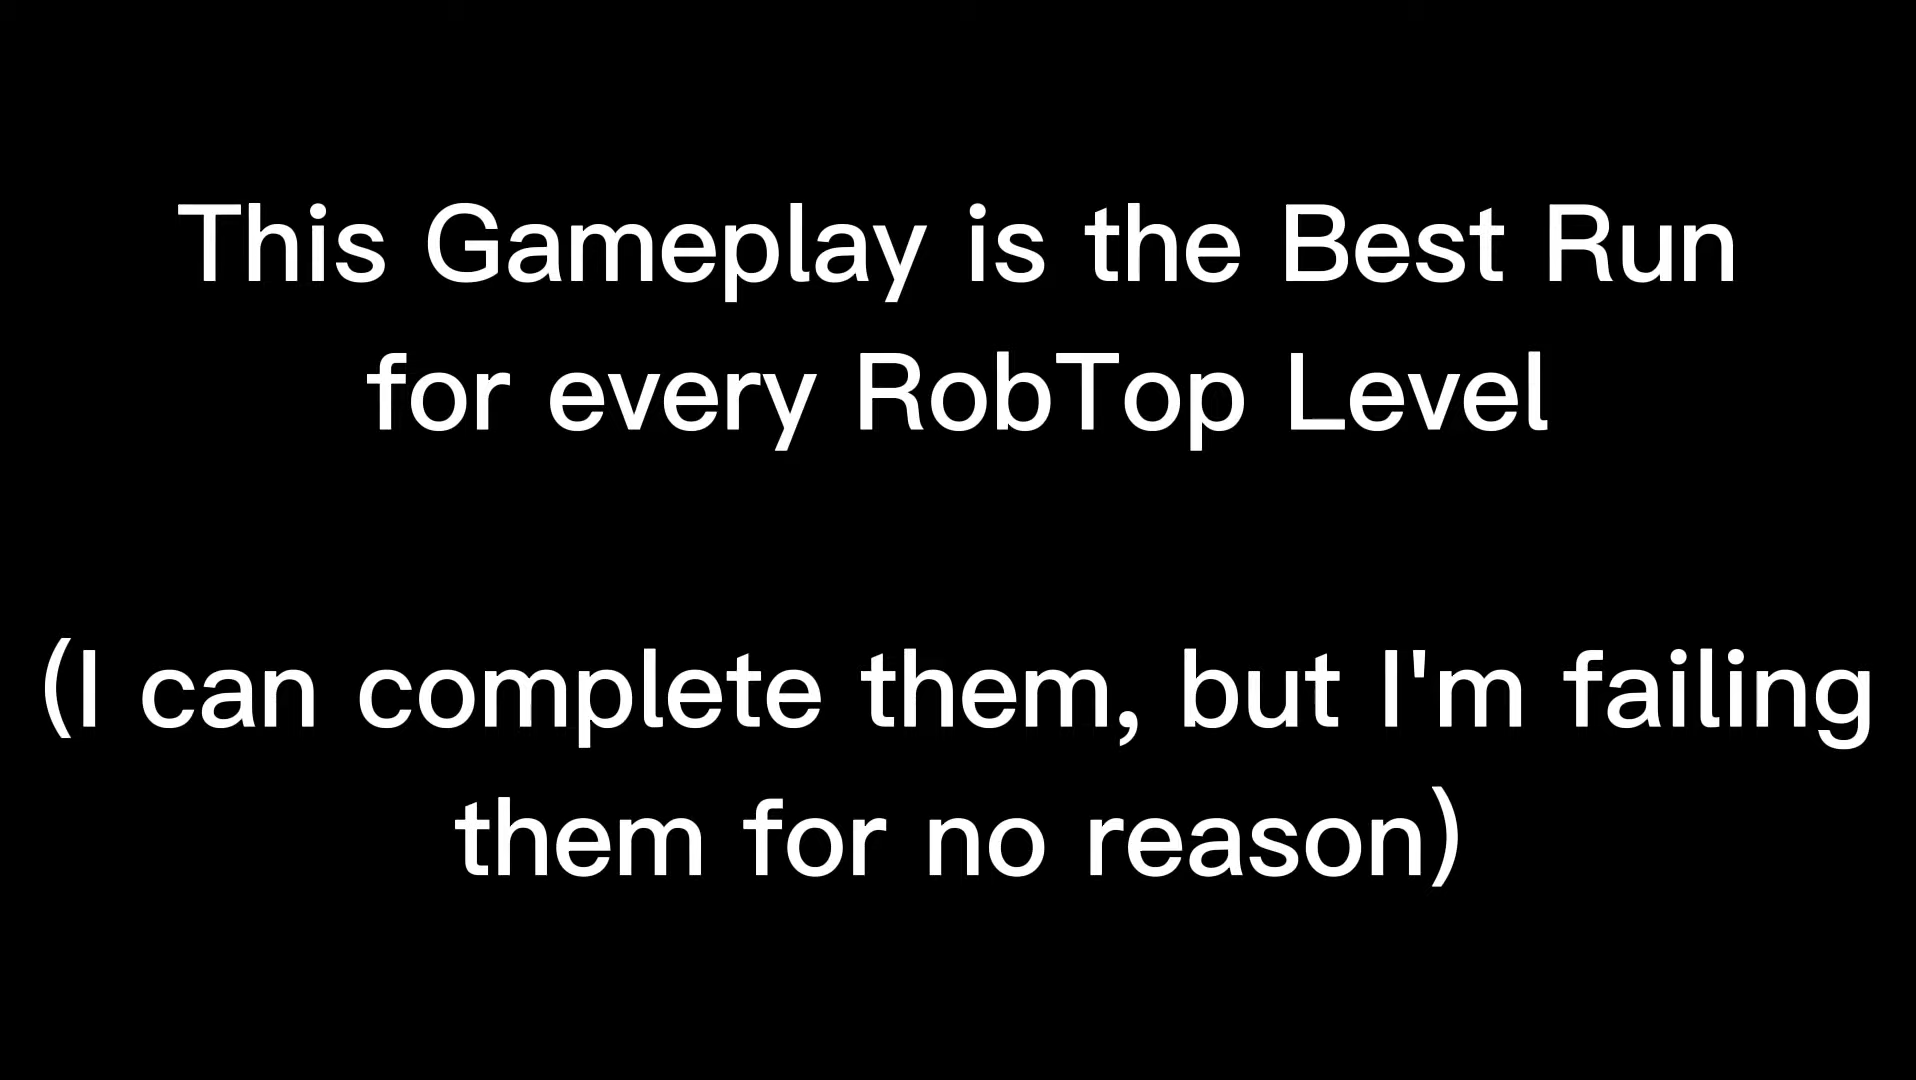 This Gameplay is the Best Run
for every RobTop Level
(I can complete them, but I'm failing
them for no reason)